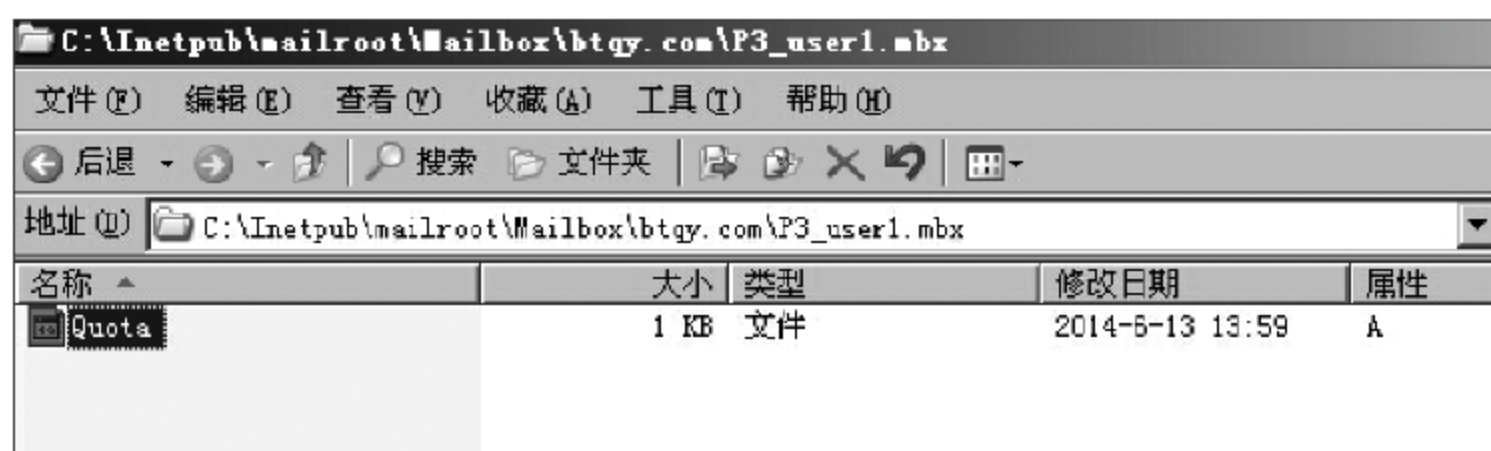 C:\Inetpub\mailroot\Mailbox\btqy.com\P3_user1.mbx
文件(F) 编辑(E) 查看(V) 收藏(A) 工具(T) 帮助(H)
后退 搜索 文件夹
地址(D) C:\Inetpub\mailroot\Mailbox\btqy.com\P3_user1.mbx
名称 大小 类型 修改日期 属性
Quota 1 KB 文件 2014-6-13 13:59 A